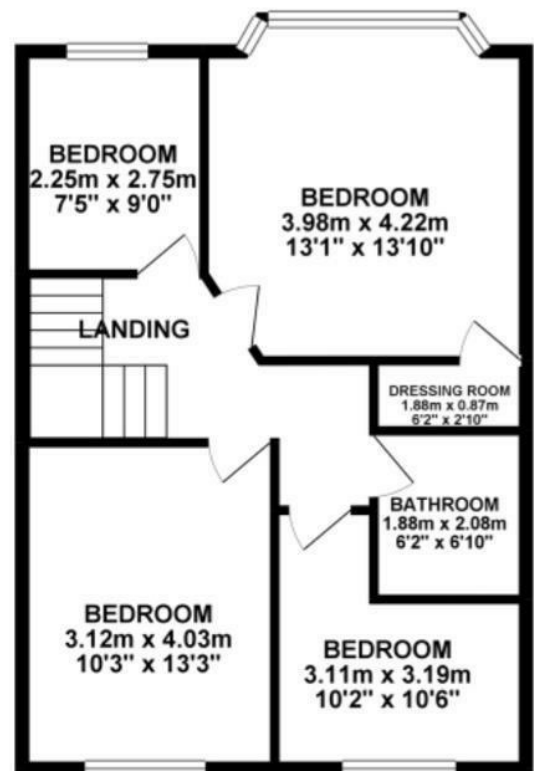 BEDROOM
2.25m x 2.75m
7'5" x 9'0"
BEDROOM
3.98m x 4.22m
13'1" x 13'10"
LANDING
DRESSING ROOM
1.88m x 0.87m
6'2" x 2'10"
BATHROOM
1.88m x 2.08m
6'2" x 6'10"
BEDROOM
3.12m x 4.03m
10'3" x 13'3"
BEDROOM
3.11m x 3.19m
10'2" x 10'6"